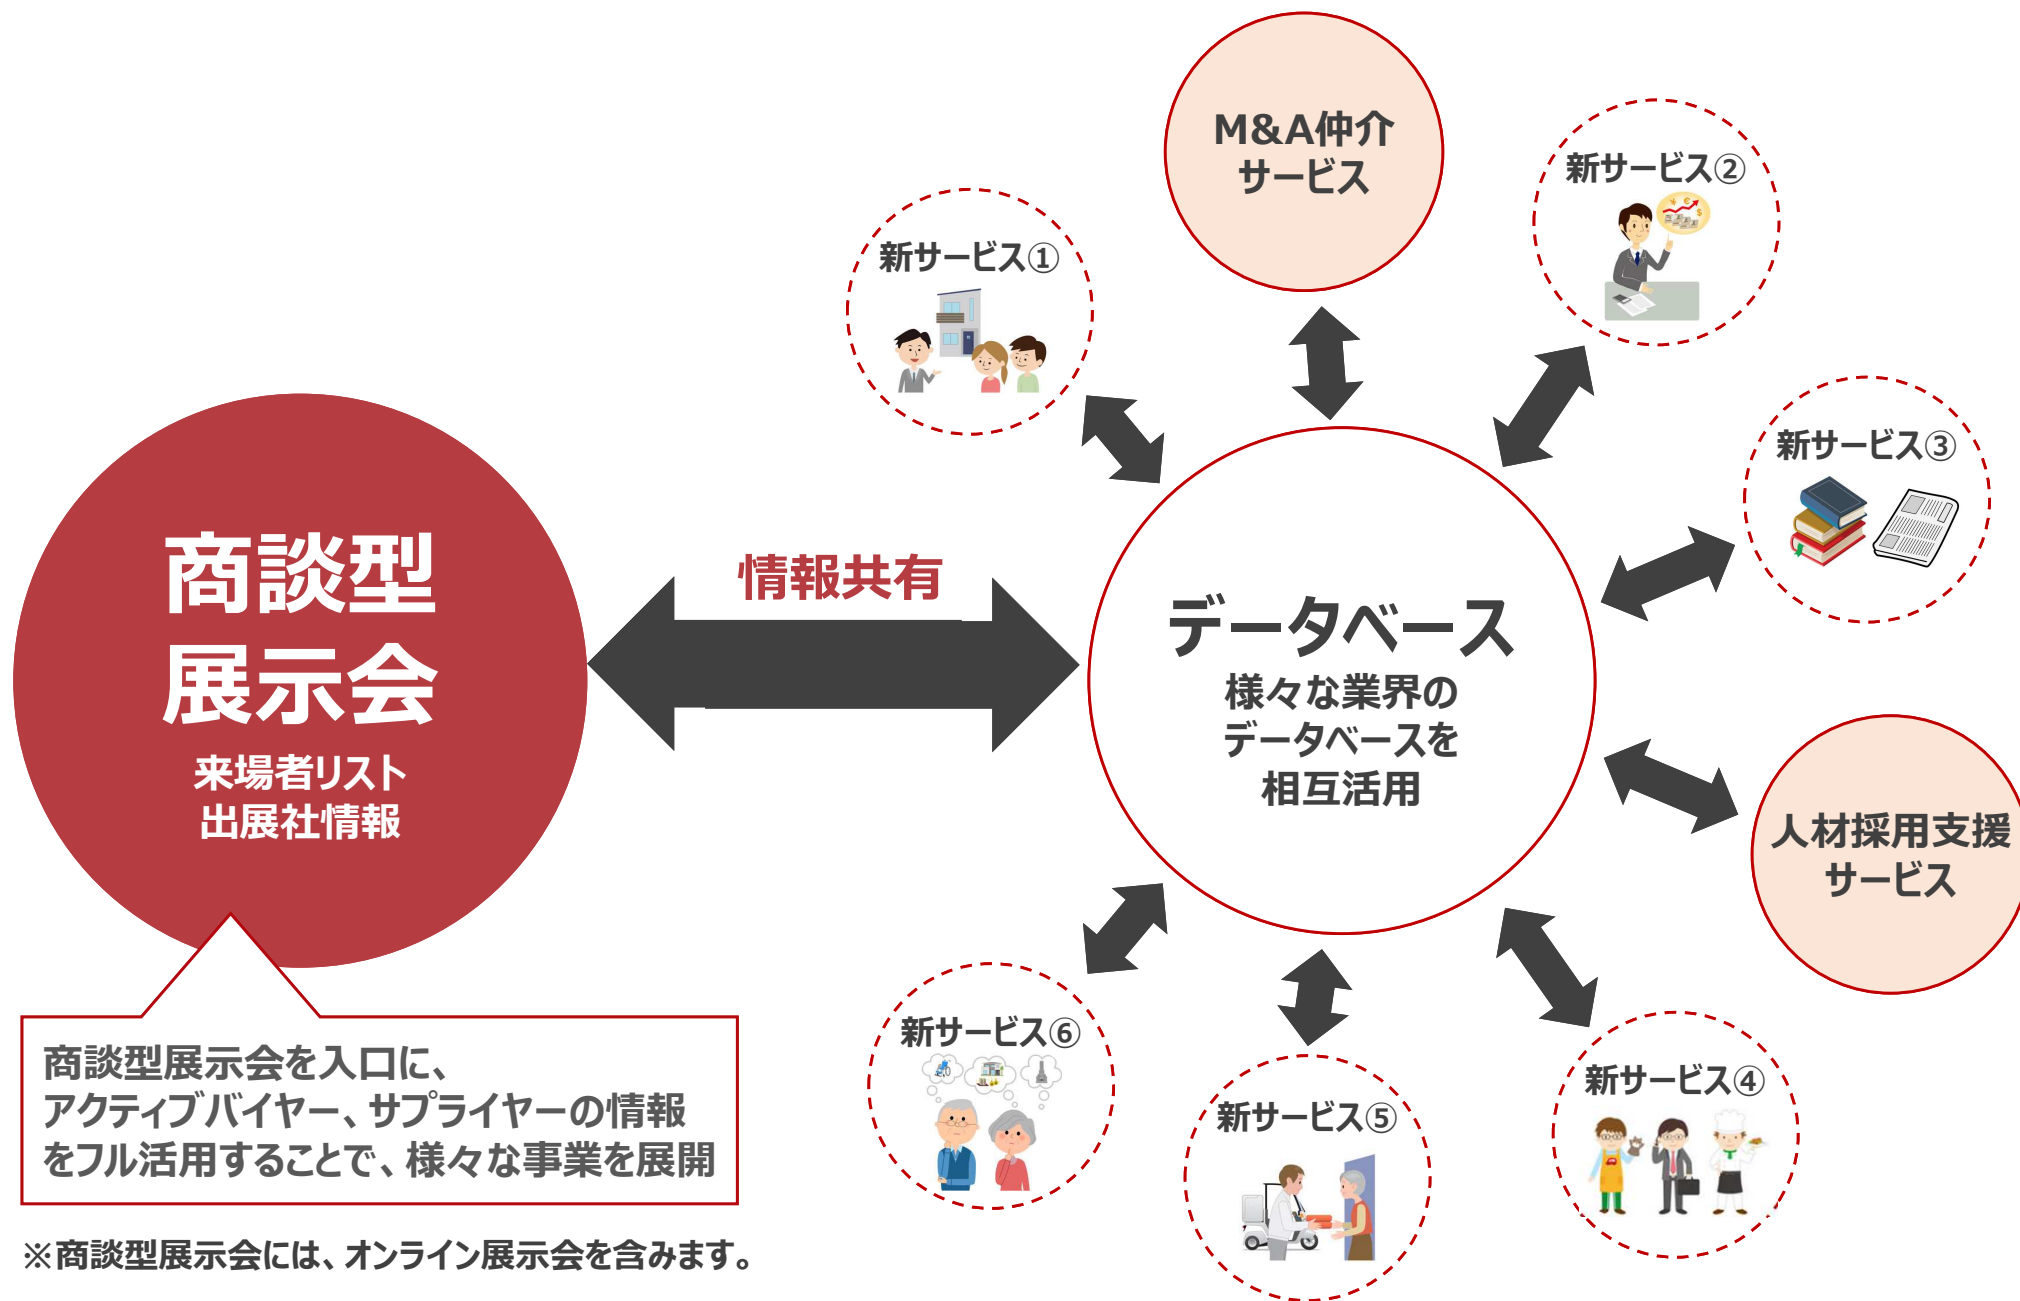 商談型
展示会
来場者リスト
出展社情報
商談型展示会を入口に、
アクティブバイヤー、サプライヤーの情報
をフル活用することで、様々な事業を展開
※商談型展示会には、オンライン展示会を含みます。
情報共有
データベース
様々な業界の
データベースを
相互活用
新サービス①
M&A仲介
サービス
新サービス②
¥ € $
新サービス③
人材採用支援
サービス
新サービス④
新サービス⑤
新サービス⑥